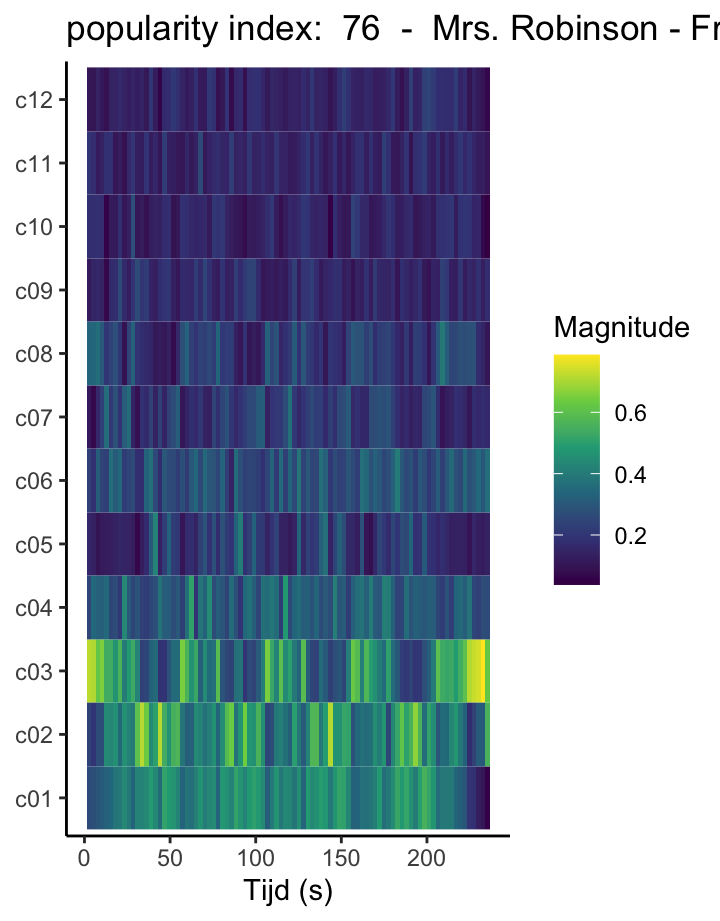 popularity index:  76  -  Mrs. Robinson - Fr
c12
c11
c10
c09
c08
c07
c06
c05
c04
c03
c02
c01
0 50 100 150 200
Tijd (s)
Magnitude
0.6
0.4
0.2